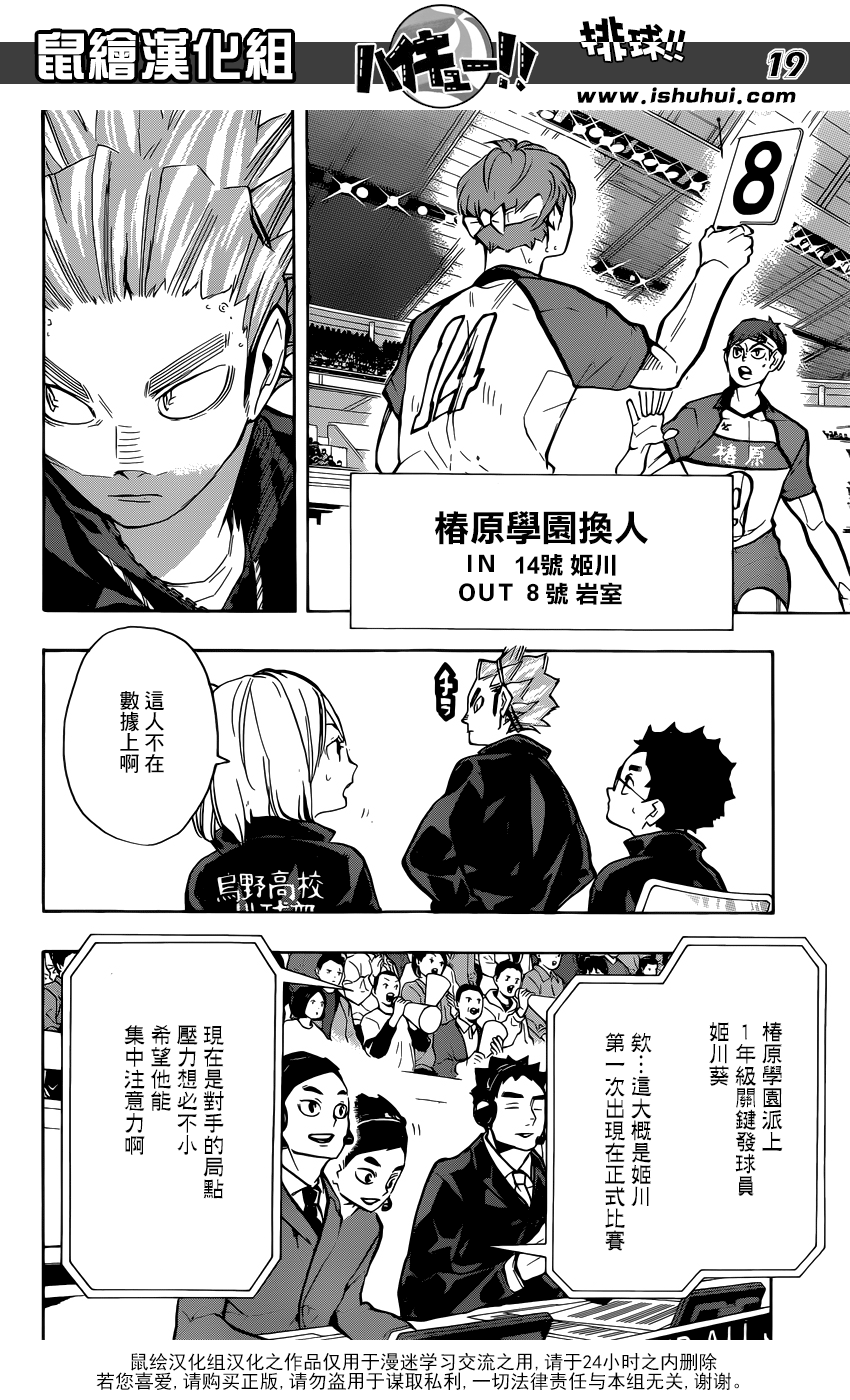 鼠繪漢化組
ハイキュー!!
排球!!
19
www.ishuhui.com
8
14
椿原
椿原學園換人
IN 14號 姬川
OUT 8號 岩室
這人不在
數據上啊
チラ
烏野高校
排球部
椿原學園派上
1年級關鍵發球員
姬川葵
欸…這大概是姬川
第一次出現在正式比賽
現在是對手的局點
壓力想必不小
希望他能
集中注意力啊
鼠绘汉化组汉化之作品仅用于漫迷学习交流之用,请于24小时之内删除
若您喜爱,请购买正版,请勿盗用于谋取私利,一切法律责任与本组无关,谢谢。